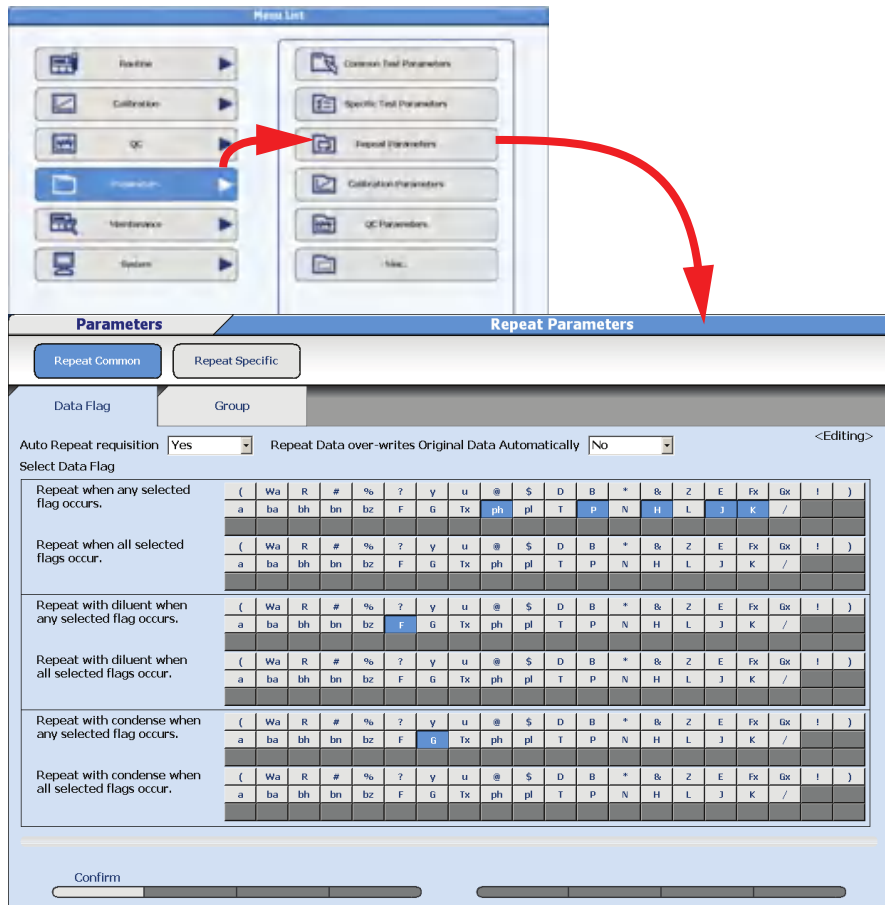 Menu List
Routine
Common Test Parameters
Calibration
Specific Test Parameters
QC
Repeat Parameters
Parameters
Calibration Parameters
Maintenance
QC Parameters
System
Misc.
Parameters
Repeat Parameters
Repeat Common
Repeat Specific
Data Flag
Group
<Editing>
Auto Repeat requisition Yes Repeat Data over-writes Original Data Automatically No
Select Data Flag
Repeat when any selected
flag occurs.
( Wa R # % ? y u @ $ D B * & Z E Fx Gx ! )
a ba bh bn bz F G Tx ph pl T P N H L J K /
Repeat when all selected
flags occur.
( Wa R # % ? y u @ $ D B * & Z E Fx Gx ! )
a ba bh bn bz F G Tx ph pl T P N H L J K /
Repeat with diluent when
any selected flag occurs.
( Wa R # % ? y u @ $ D B * & Z E Fx Gx ! )
a ba bh bn bz F G Tx ph pl T P N H L J K /
Repeat with diluent when
all selected flags occur.
( Wa R # % ? y u @ $ D B * & Z E Fx Gx ! )
a ba bh bn bz F G Tx ph pl T P N H L J K /
Repeat with condense when
any selected flag occurs.
( Wa R # % ? y u @ $ D B * & Z E Fx Gx ! )
a ba bh bn bz F G Tx ph pl T P N H L J K /
Repeat with condense when
all selected flags occur.
( Wa R # % ? y u @ $ D B * & Z E Fx Gx ! )
a ba bh bn bz F G Tx ph pl T P N H L J K /
Confirm